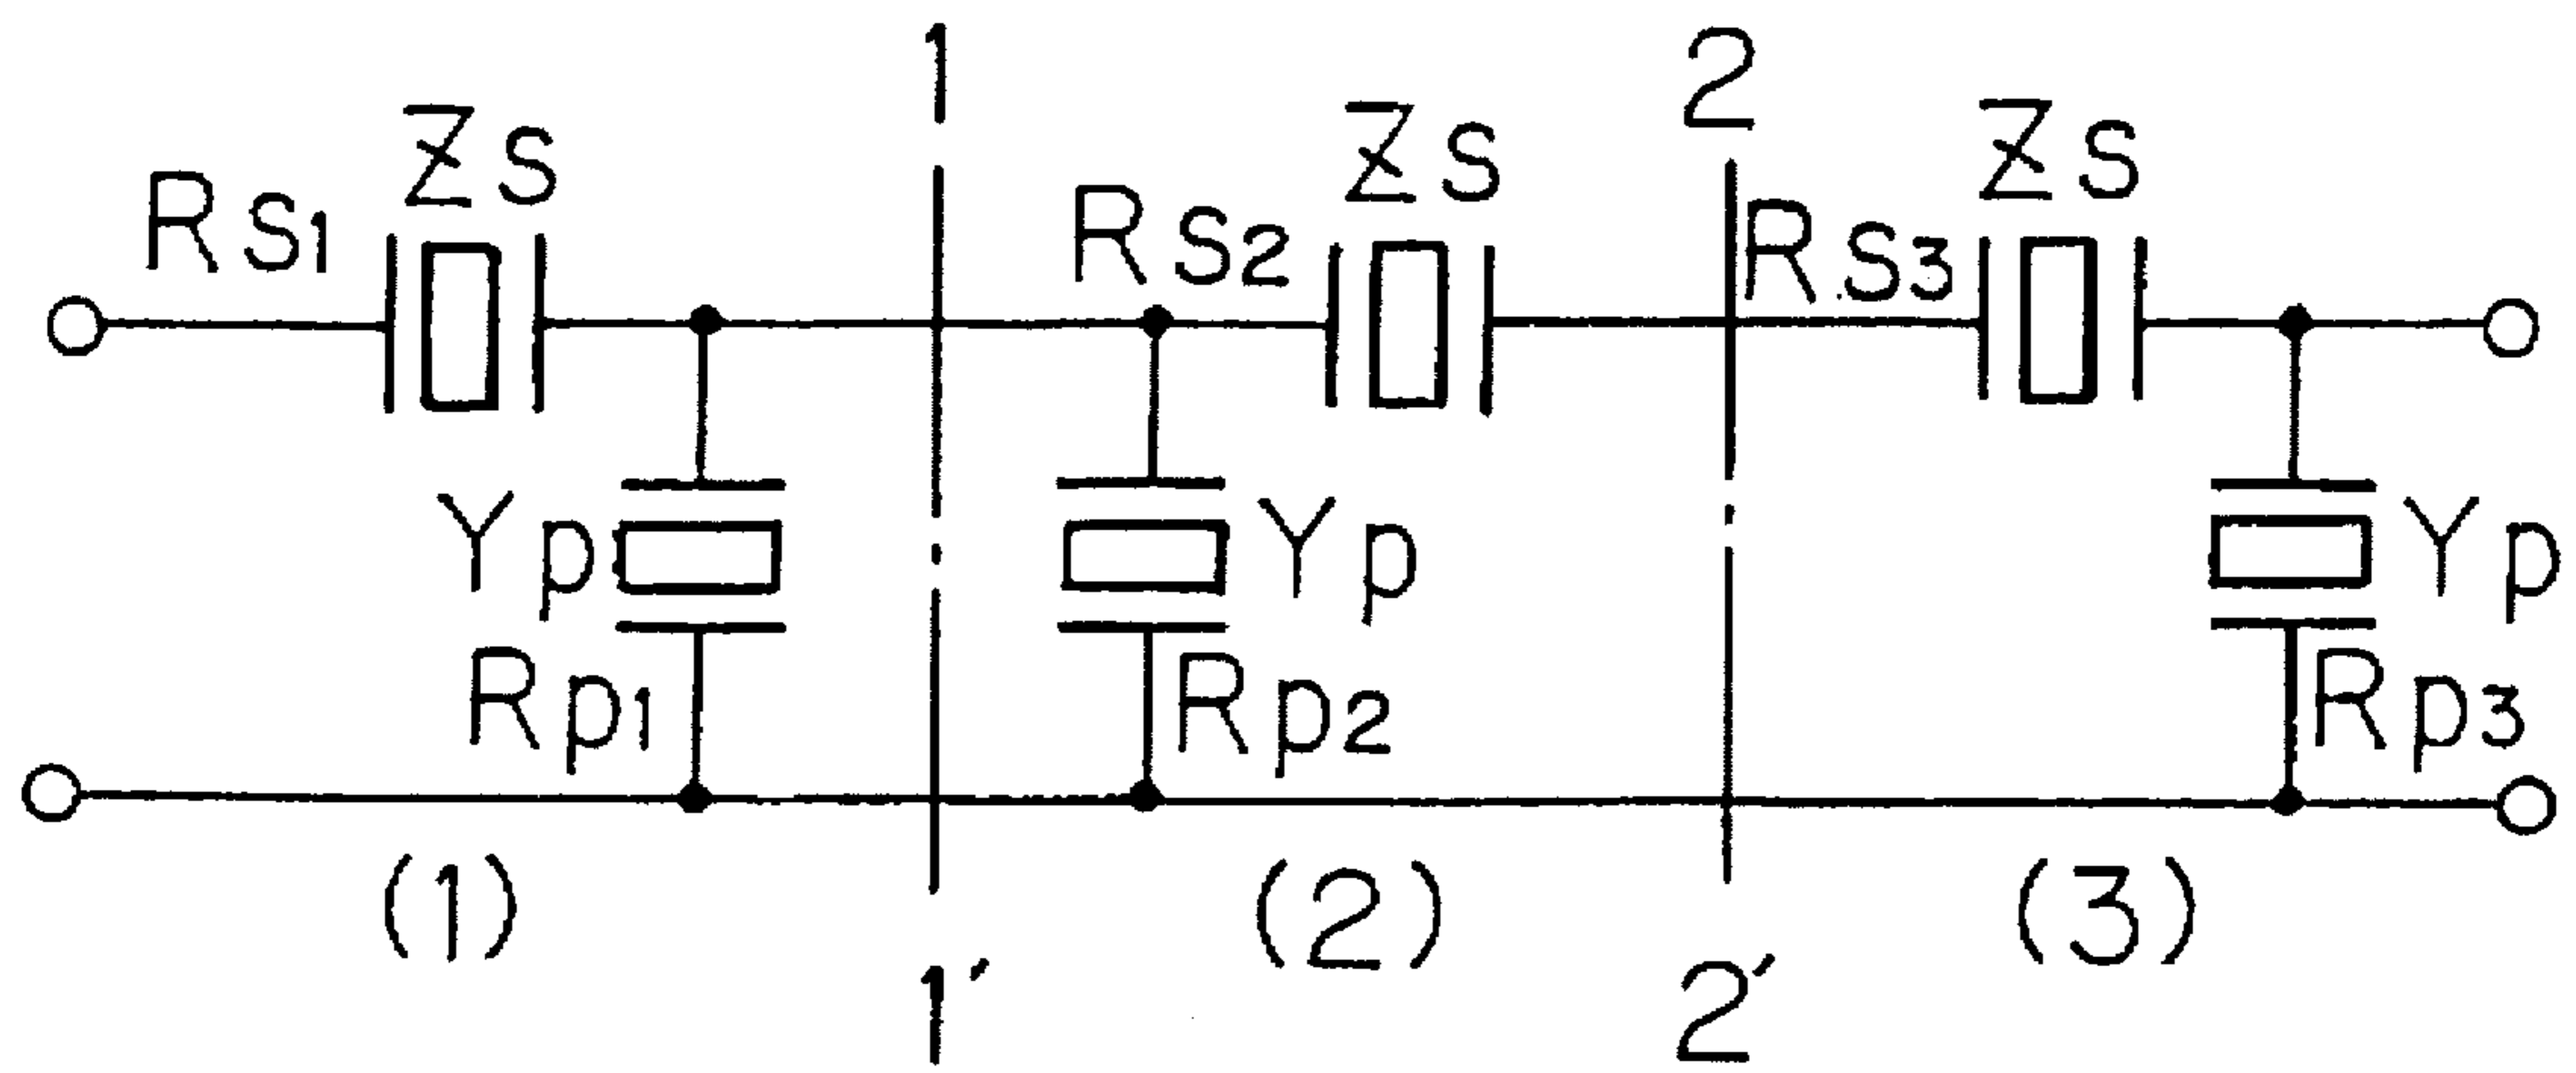 1
2
Zs
Zs
Zs
Rs1
Rs2
Rs3
Yp
Yp
Yp
Rp1
Rp2
Rp3
(1)
(2)
(3)
1′
2′